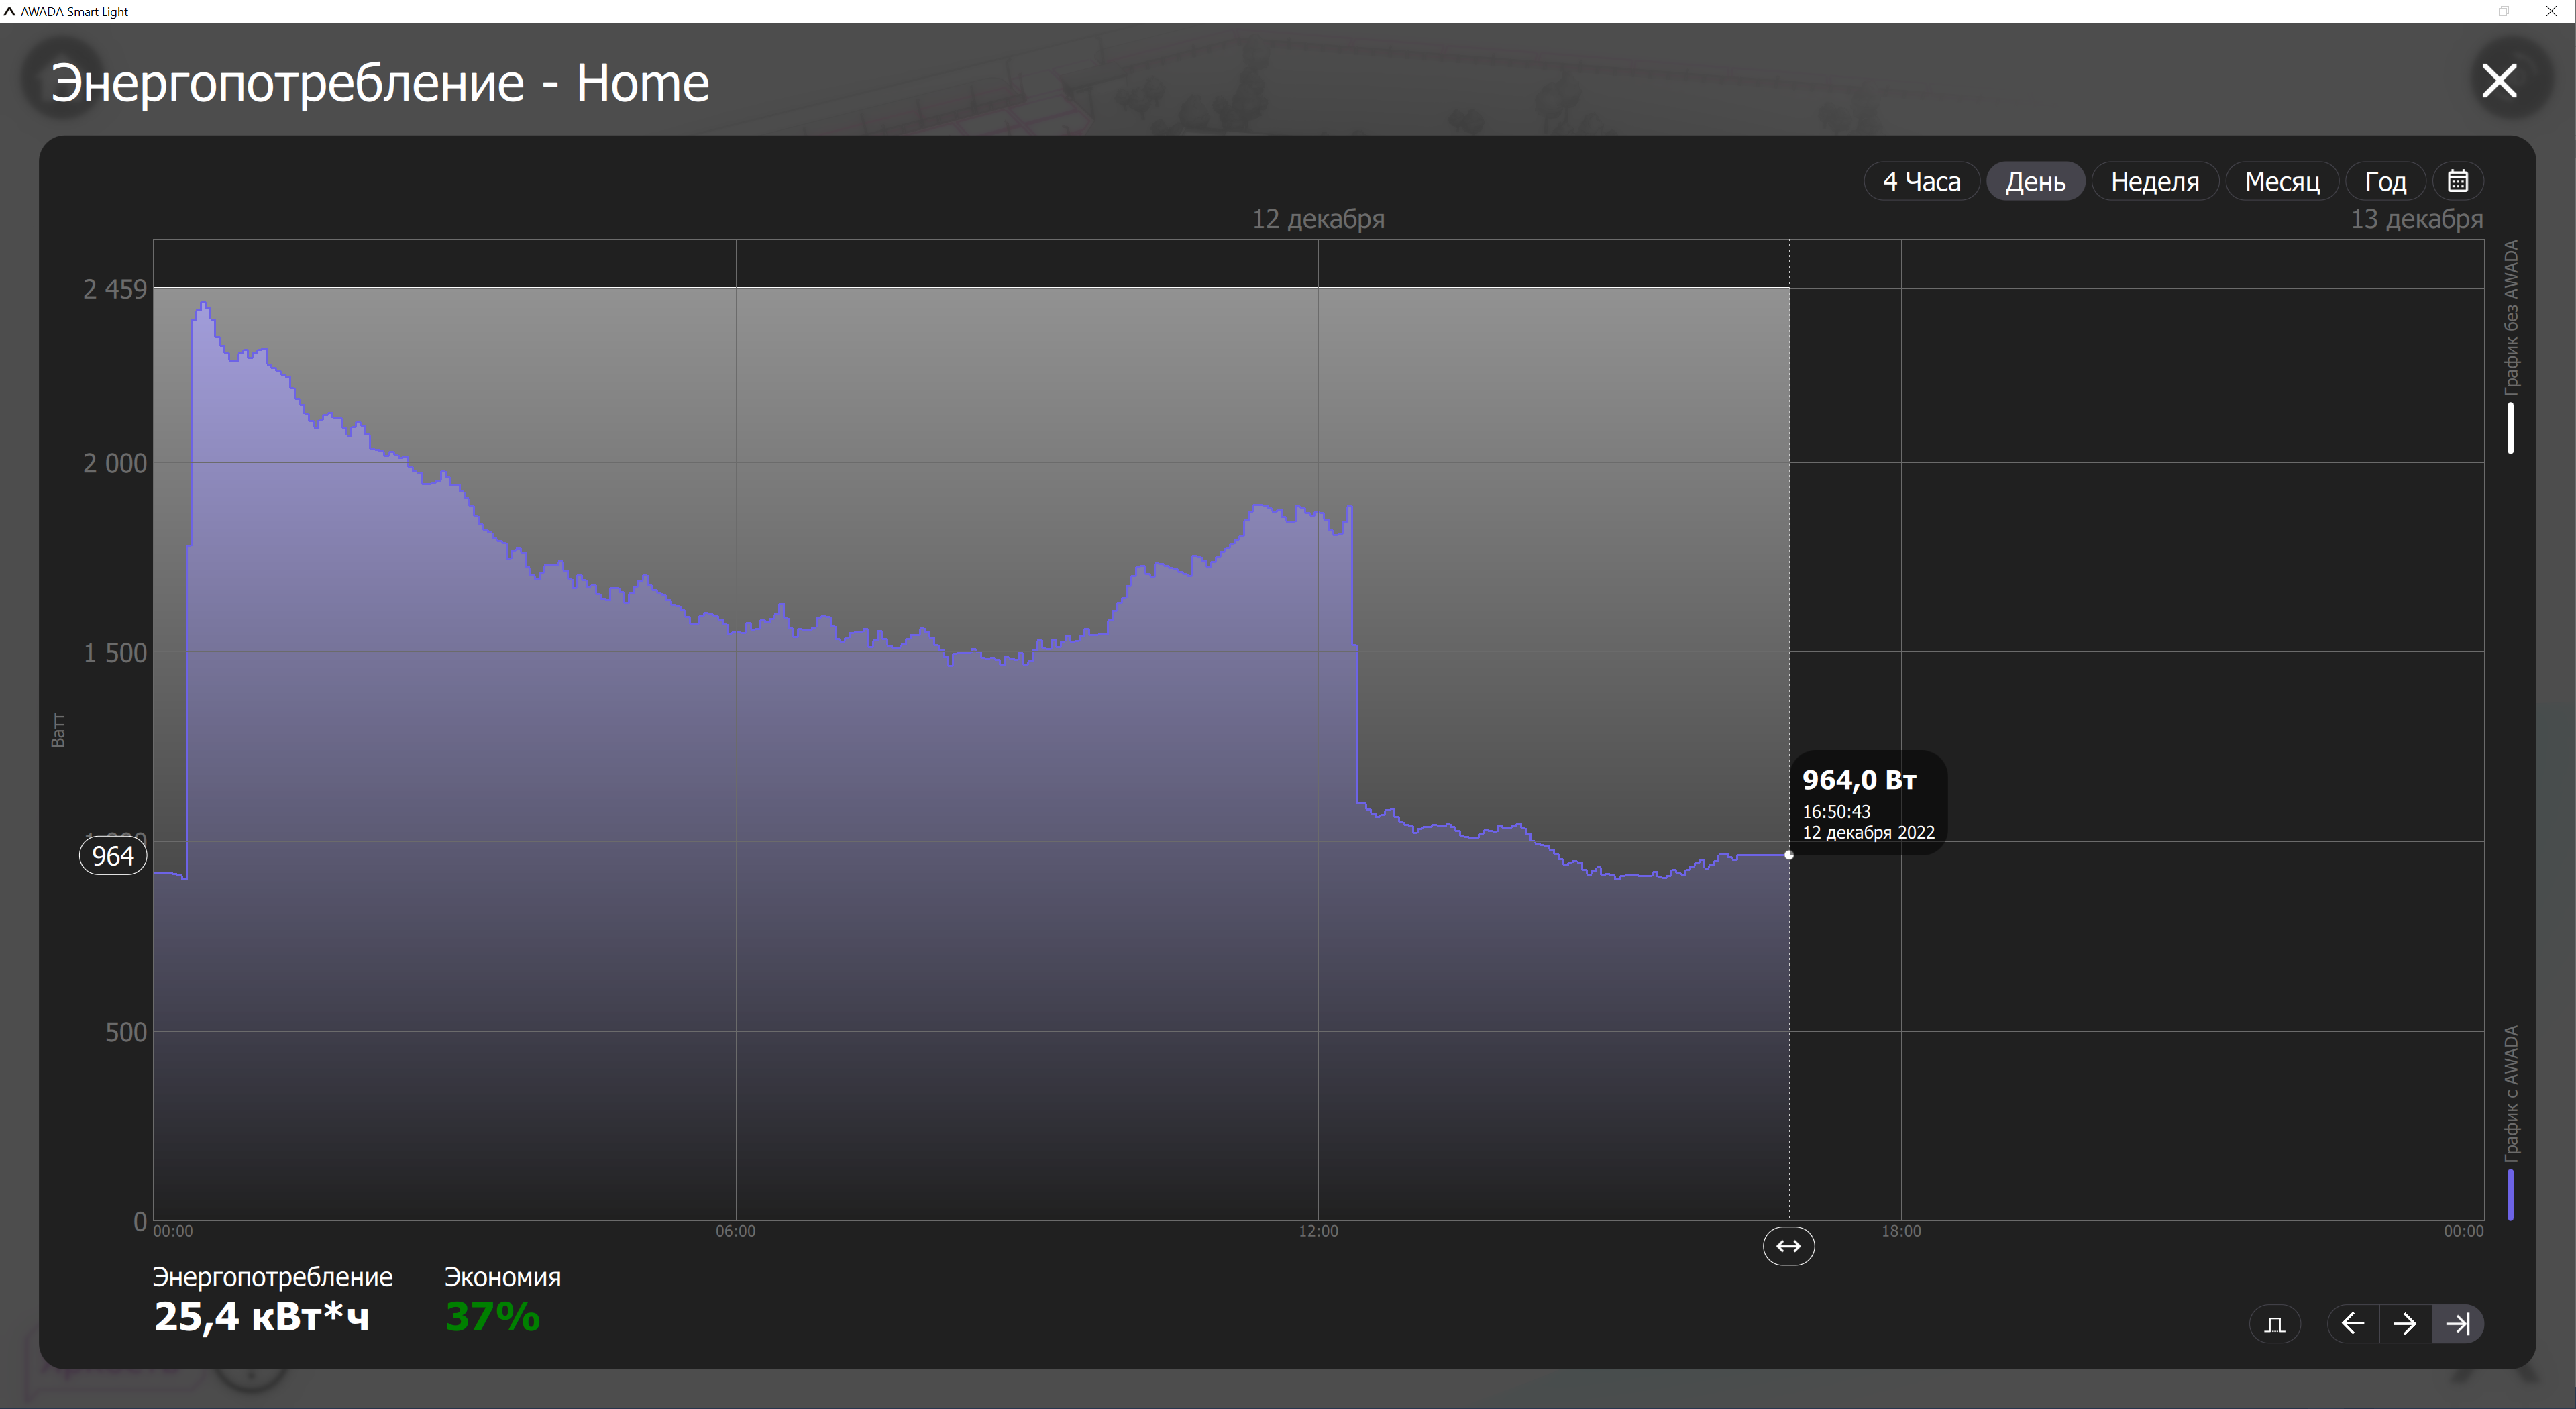 AWADA Smart Light
Энергопотребление - Home
4 Часа
День
Неделя
Месяц
Год
12 декабря
13 декабря
2 459
2 000
1 500
964
500
0
Ватт
График без AWADA
График с AWADA
964,0 Вт
16:50:43
12 декабря 2022
00:00
06:00
12:00
18:00
00:00
Энергопотребление
25,4 кВт*ч
Экономия
37%